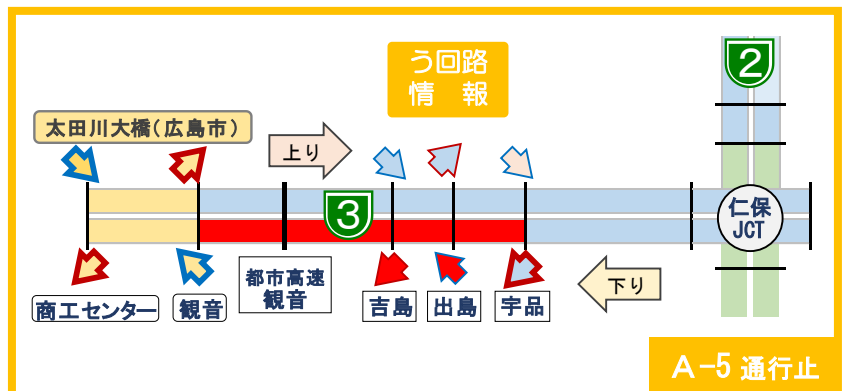 う回路
情 報
2
太田川大橋(広島市)
上り
3
仁保
JCT
商工センター
観音
都市高速
観音
吉島
出島
宇品
下り
A-5 通行止